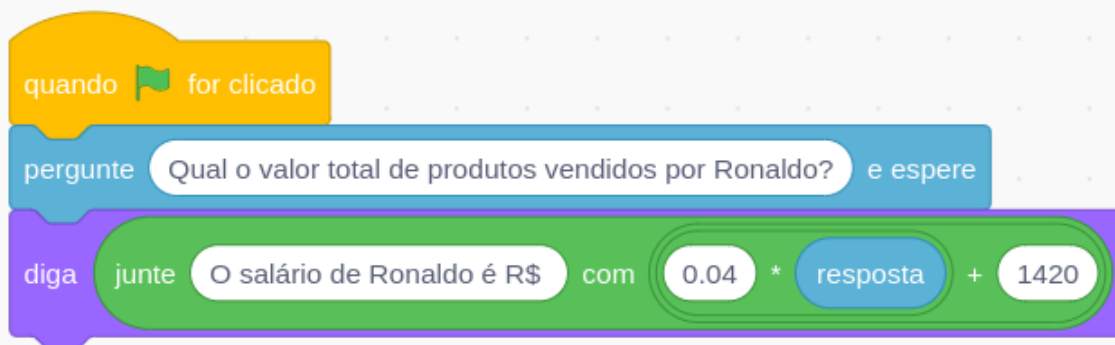 quando for clicado
pergunte Qual o valor total de produtos vendidos por Ronaldo? e espere
diga junte O salário de Ronaldo é R$ com 0.04 * resposta + 1420